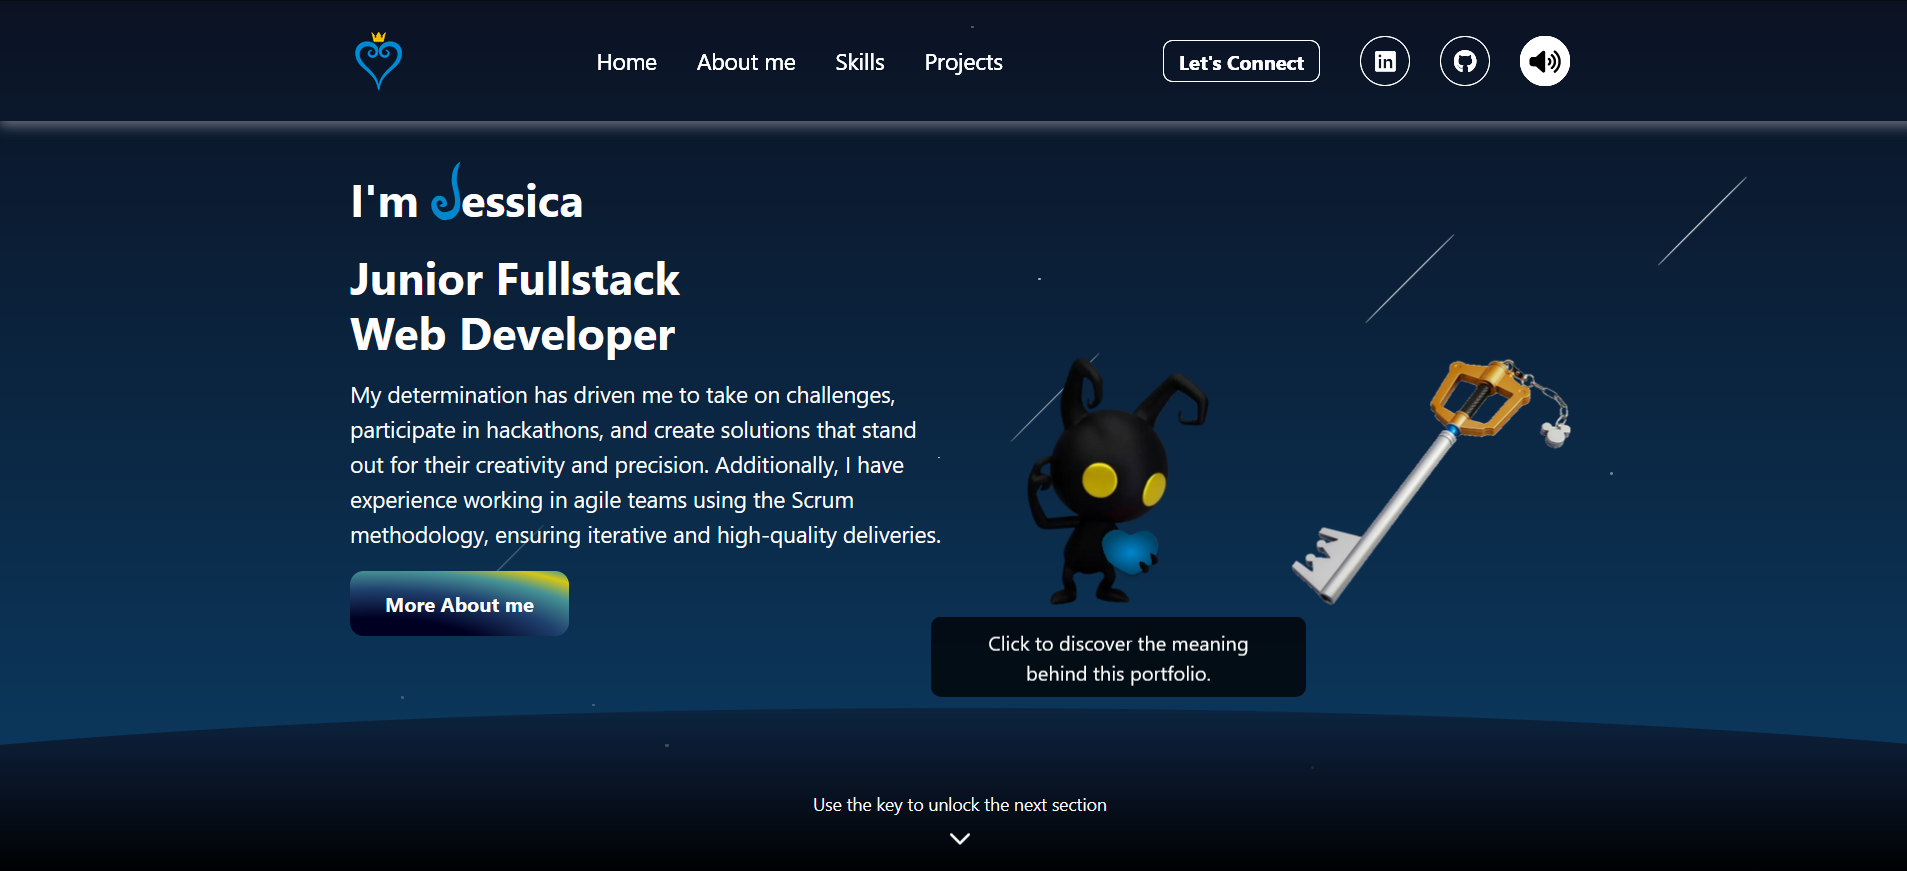 Home About me Skills Projects Let's Connect
I'm Jessica
Junior Fullstack
Web Developer
My determination has driven me to take on challenges,
participate in hackathons, and create solutions that stand
out for their creativity and precision. Additionally, I have
experience working in agile teams using the Scrum
methodology, ensuring iterative and high-quality deliveries.
More About me
Click to discover the meaning
behind this portfolio.
Use the key to unlock the next section